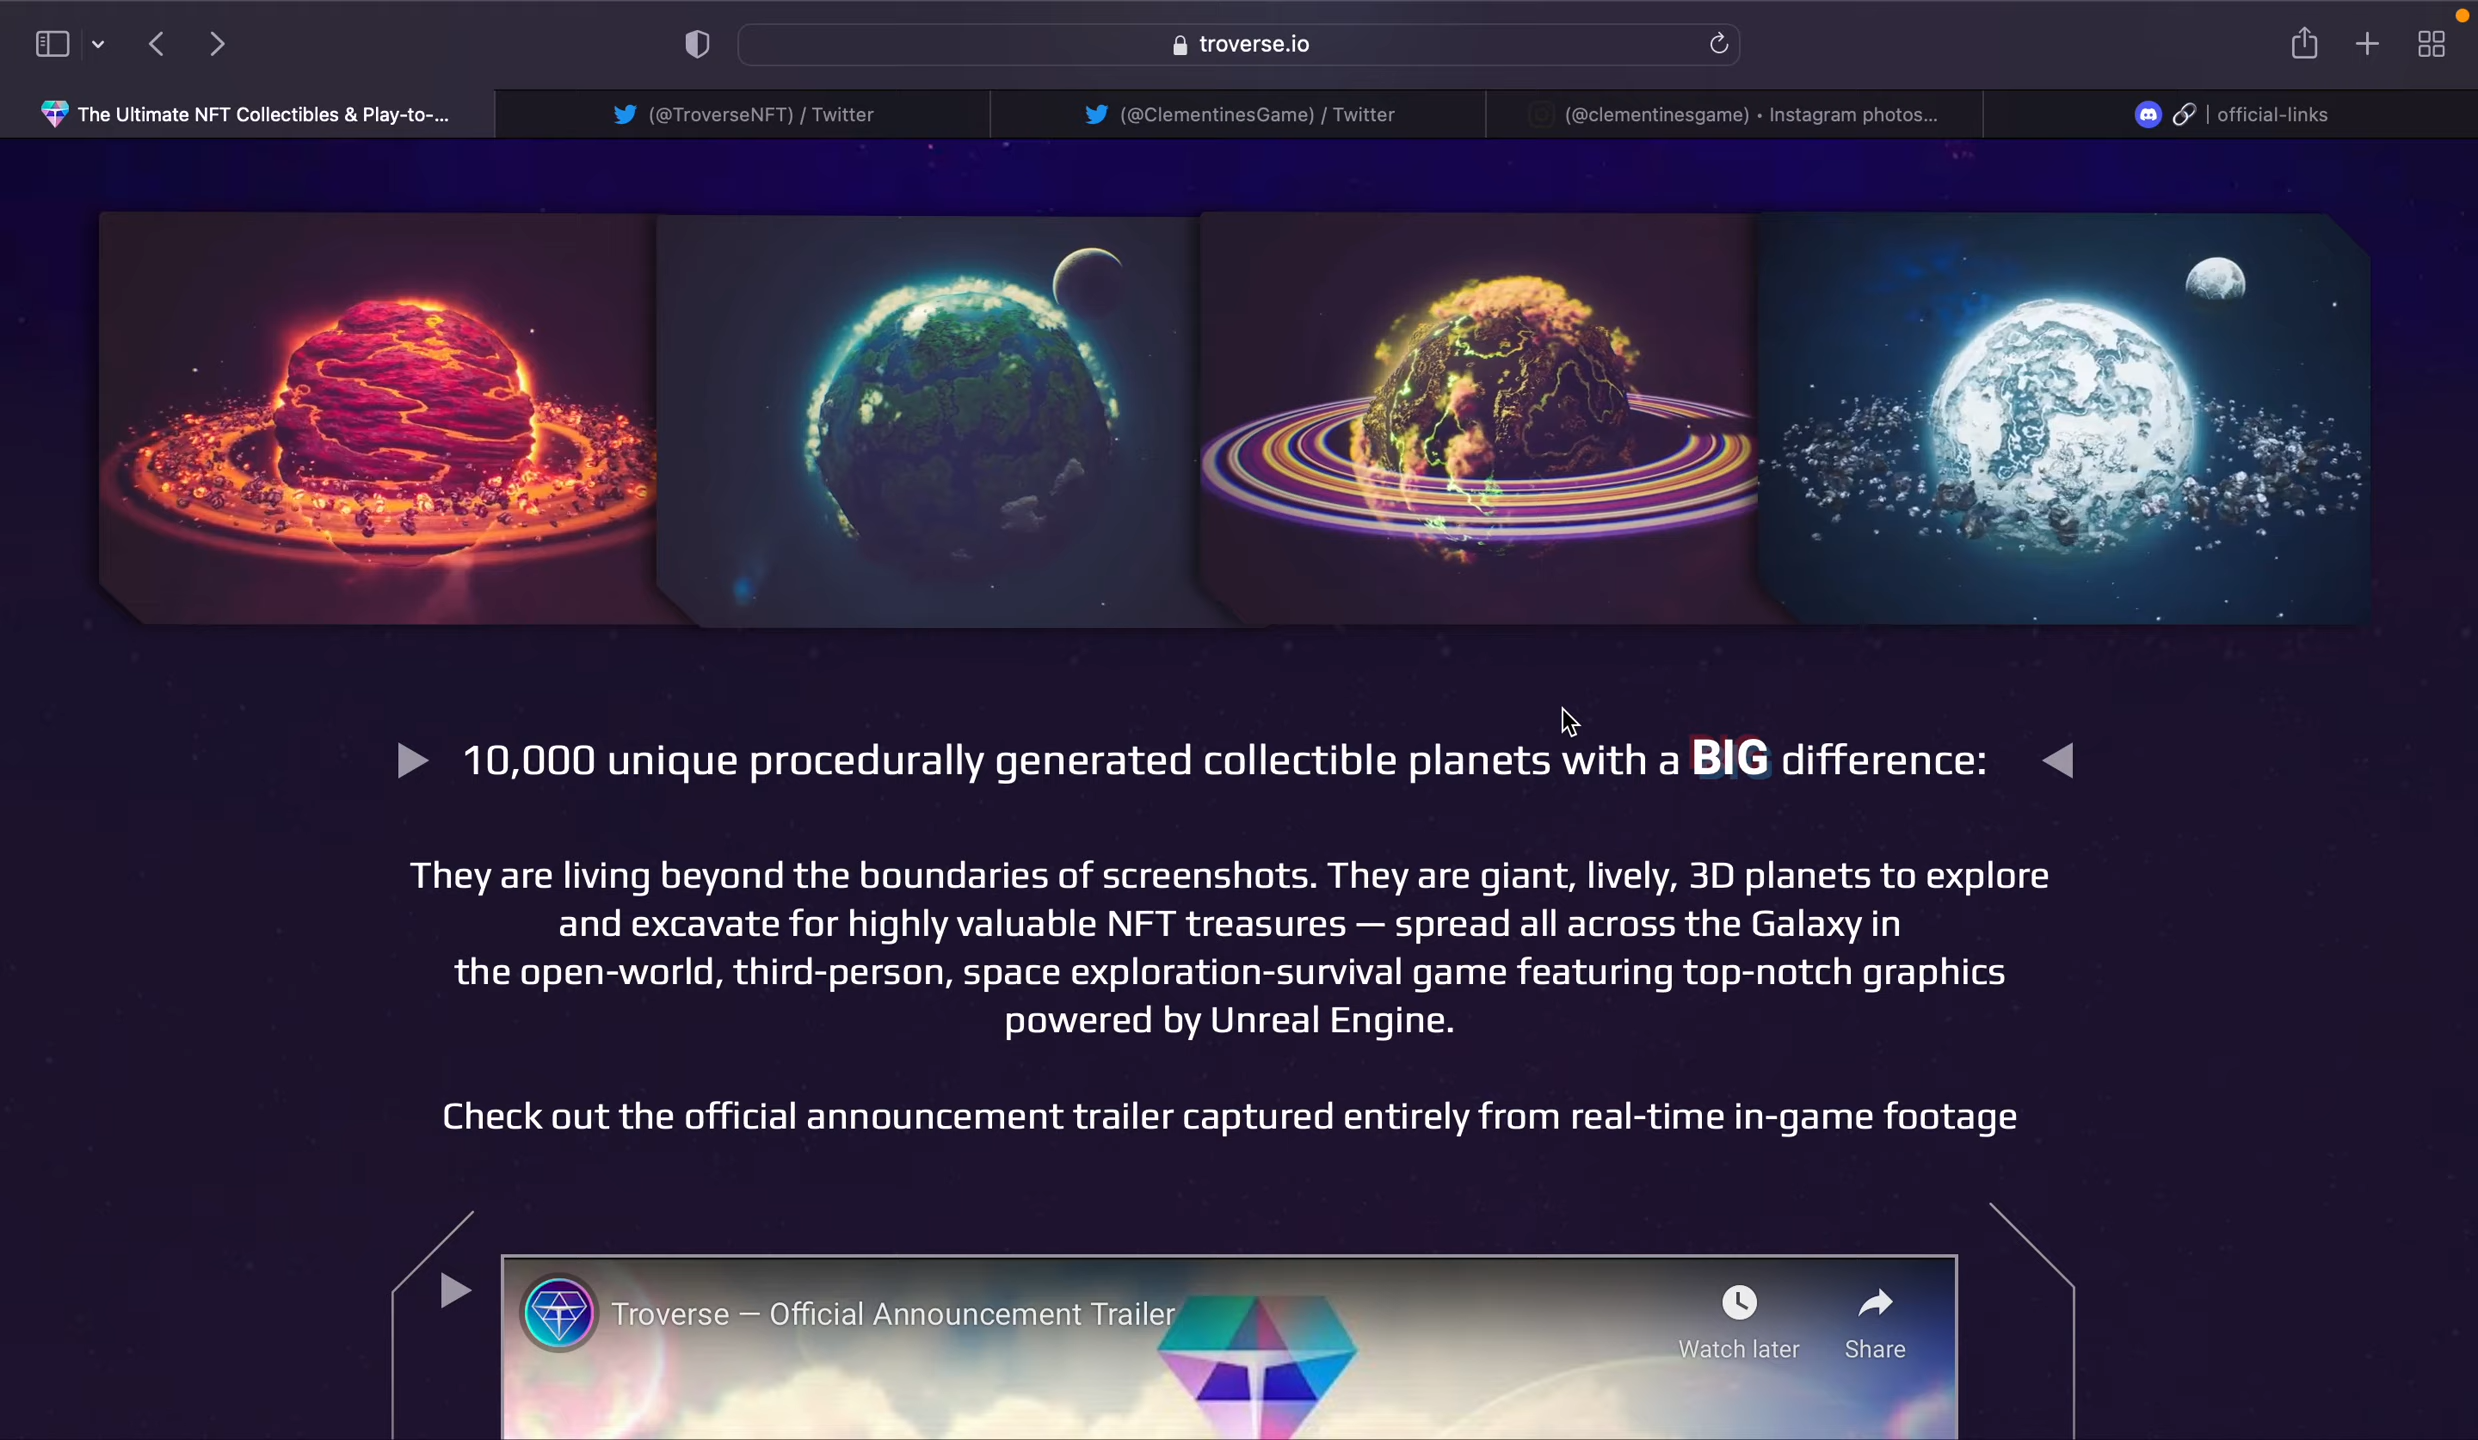 troverse.io
The Ultimate NFT Collectibles & Play-to-...
(@TroverseNFT) / Twitter
(@ClementinesGame) / Twitter
(@clementinesgame) • Instagram photos...
| official-links
10,000 unique procedurally generated collectible planets with a BIG difference:
They are living beyond the boundaries of screenshots. They are giant, lively, 3D planets to explore
and excavate for highly valuable NFT treasures — spread all across the Galaxy in
the open-world, third-person, space exploration-survival game featuring top-notch graphics
powered by Unreal Engine.
Check out the official announcement trailer captured entirely from real-time in-game footage
Troverse — Official Announcement Trailer
Watch later
Share